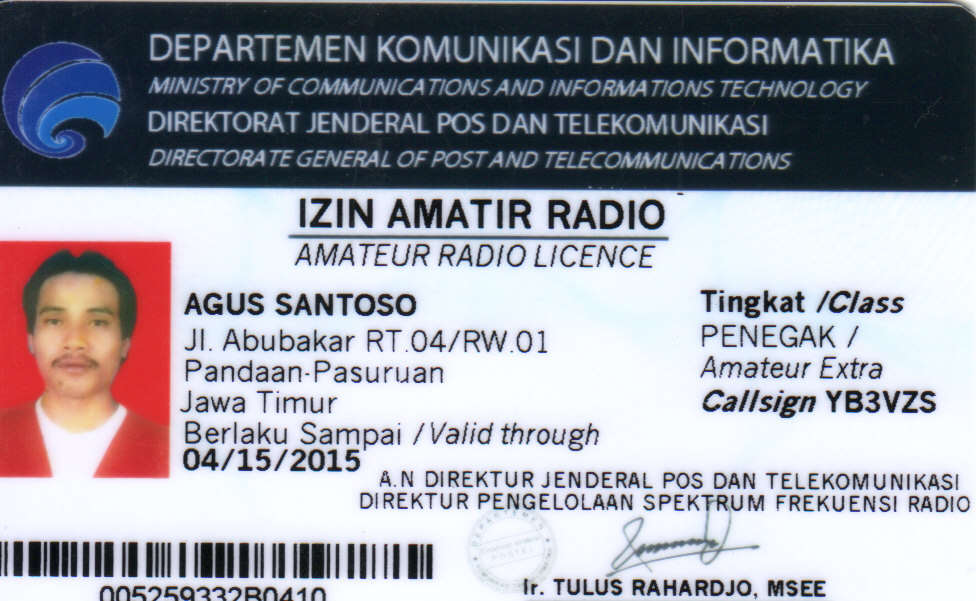 DEPARTEMEN KOMUNIKASI DAN INFORMATIKA
MINISTRY OF COMMUNICATIONS AND INFORMATIONS TECHNOLOGY
DIREKTORAT JENDERAL POS DAN TELEKOMUNIKASI
DIRECTORATE GENERAL OF POST AND TELECOMMUNICATIONS
IZIN AMATIR RADIO
AMATEUR RADIO LICENCE
AGUS SANTOSO
Jl. Abubakar RT.04/RW.01
Pandaan-Pasuruan
Jawa Timur
Berlaku Sampai /Valid through
04/15/2015
Tingkat /Class
PENEGAK /
Amateur Extra
Callsign YB3VZS
A.N DIREKTUR JENDERAL POS DAN TELEKOMUNIKASI
DIREKTUR PENGELOLAAN SPEKTRUM FREKUENSI RADIO
DEPARTEMEN
POSTEL
Ir. TULUS RAHARDJO, MSEE
005259332B0410